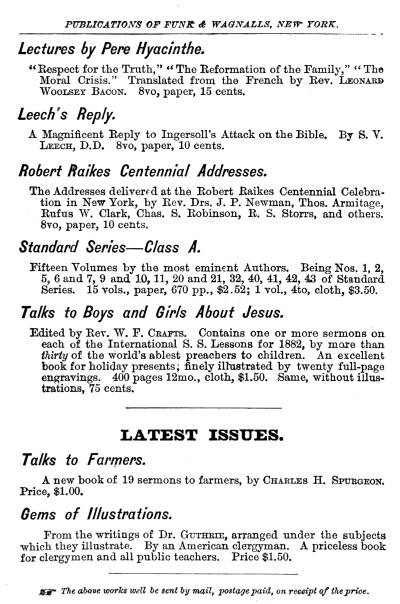 PUBLICATIONS OF FUNK & WAGNALLS, NEW YORK.
Lectures by Pere Hyacinthe.
"Respect for the Truth," "The Reformation of the Family," "The
Moral Crisis." Translated from the French by Rev. Leonard
Woolsey Bacon. 8vo, paper, 15 cents.
Leech's Reply.
A Magnificent Reply to Ingersoll's Attack on the Bible. By S. V.
Leech, D.D. 8vo, paper, 10 cents.
Robert Raikes Centennial Addresses.
The Addresses delivered at the Robert Raikes Centennial Celebra-
tion in New York, by Rev. Drs. J. P. Newman, Thos. Armitage,
Rufus W. Clark, Chas. S. Robinson, R. S. Storrs, and others.
8vo, paper, 10 cents.
Standard Series—Class A.
Fifteen Volumes by the most eminent Authors. Being Nos. 1, 2,
5, 6 and 7, 9 and 10, 11, 20 and 21, 32, 40, 41, 42, 43 of Standard
Series. 15 vols., paper, 670 pp., $2.52; 1 vol., 4to, cloth, $3.50.
Talks to Boys and Girls About Jesus.
Edited by Rev. W. F. Crafts. Contains one or more sermons on
each of the International S. S. Lessons for 1882, by more than
thirty of the world's ablest preachers to children. An excellent
book for holiday presents; finely illustrated by twenty full-page
engravings. 400 pages 12mo., cloth, $1.50. Same, without illus-
trations, 75 cents.
LATEST ISSUES.
Talks to Farmers.
A new book of 19 sermons to farmers, by Charles H. Spurgeon.
Price, $1.00.
Gems of Illustrations.
From the writings of Dr. Guthrie, arranged under the subjects
which they illustrate. By an American clergyman. A priceless book
for clergymen and all public teachers. Price $1.50.
☞ The above works will be sent by mail, postage paid, on receipt of the price.